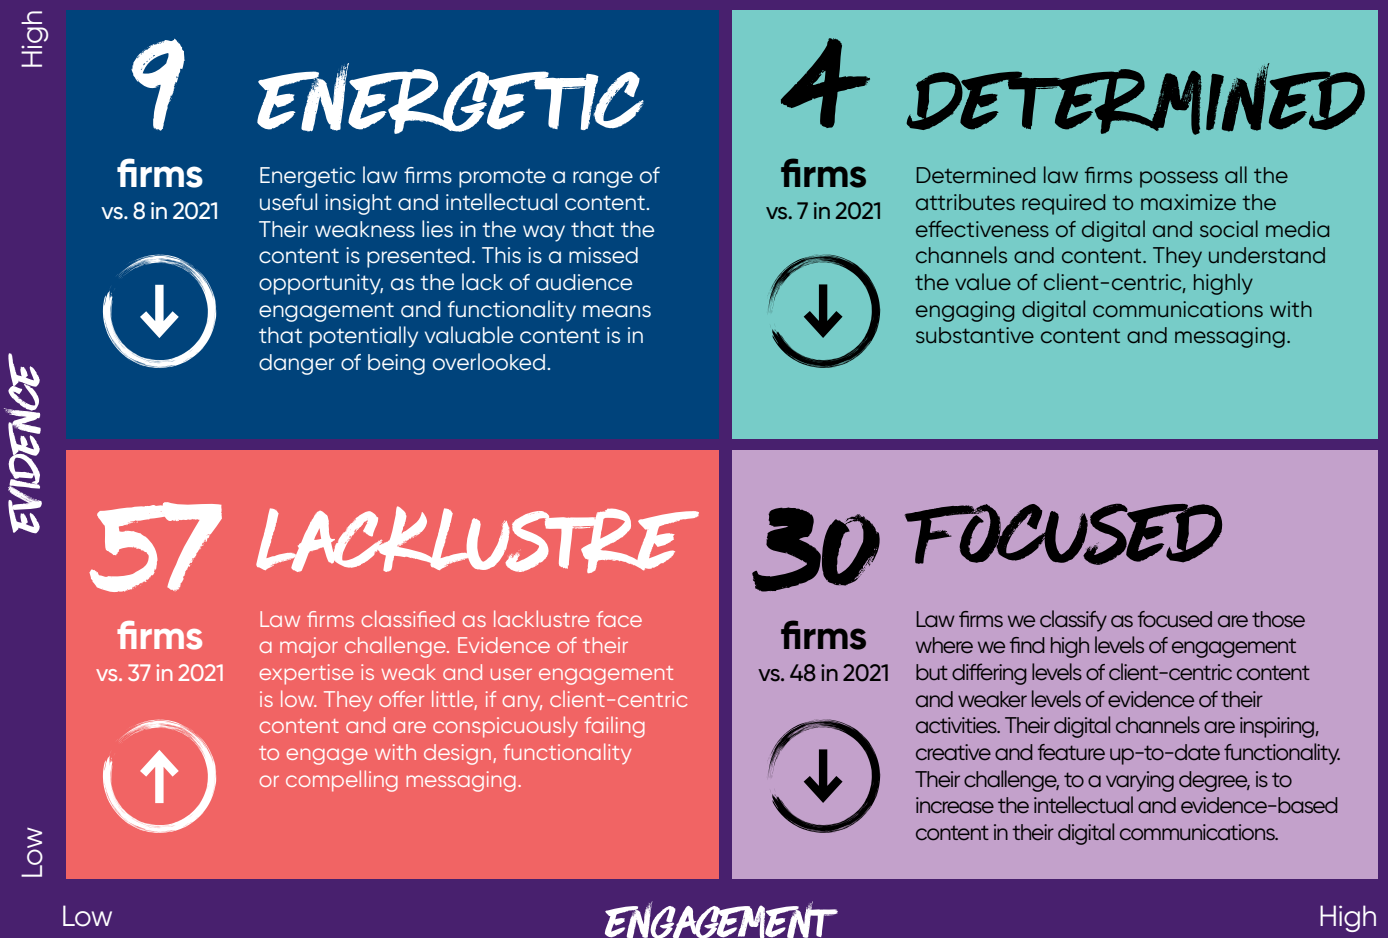 High
9
ENERGETIC
firms
vs. 8 in 2021
Energetic law firms promote a range of
useful insight and intellectual content.
Their weakness lies in the way that the
content is presented. This is a missed
opportunity, as the lack of audience
engagement and functionality means
that potentially valuable content is in
danger of being overlooked.
4
DETERMINED
firms
vs. 7 in 2021
Determined law firms possess all the
attributes required to maximize the
effectiveness of digital and social media
channels and content. They understand
the value of client-centric, highly
engaging digital communications with
substantive content and messaging.
EVIDENCE
57
LACKLUSTRE
firms
vs. 37 in 2021
Law firms classified as lacklustre face
a major challenge. Evidence of their
expertise is weak and user engagement
is low. They offer little, if any, client-centric
content and are conspicuously failing
to engage with design, functionality
or compelling messaging.
30
FOCUSED
firms
vs. 48 in 2021
Law firms we classify as focused are those
where we find high levels of engagement
but differing levels of client-centric content
and weaker levels of evidence of their
activities. Their digital channels are inspiring,
creative and feature up-to-date functionality.
Their challenge, to a varying degree, is to
increase the intellectual and evidence-based
content in their digital communications.
Low
Low
ENGAGEMENT
High